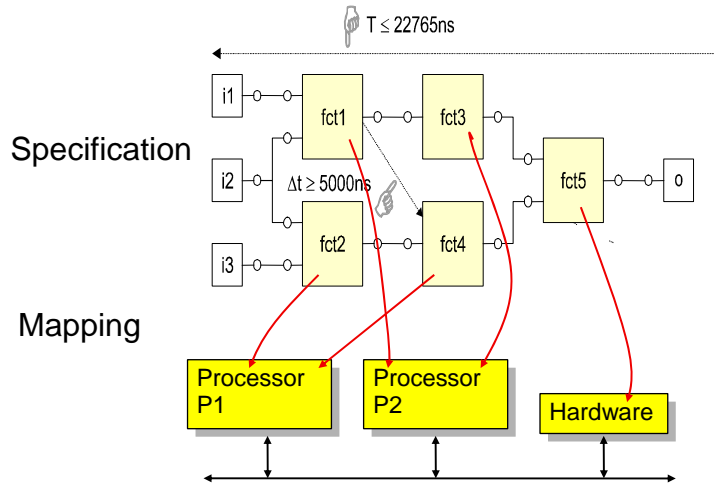 T ≤ 22765ns
i1
fct1
fct3
Specification
i2
fct5
o
Δt ≥ 5000ns
i3
fct2
fct4
Mapping
Processor
P1
Processor
P2
Hardware